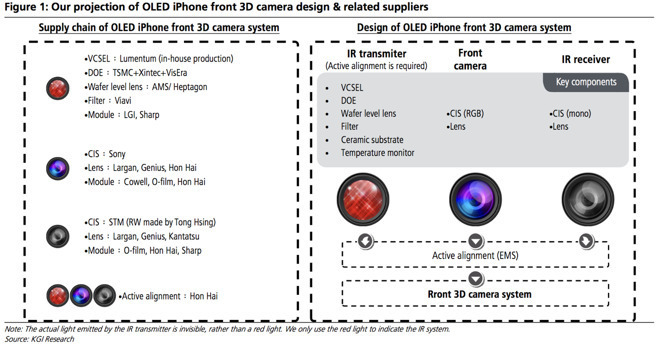 Figure 1: Our projection of OLED iPhone front 3D camera design & related suppliers
Supply chain of OLED iPhone front 3D camera system
•VCSEL：Lumentum (in-house production)
•DOE：TSMC+Xintec+VisEra
•Wafer level lens：AMS/ Heptagon
•Filter：Viavi
•Module：LGI, Sharp
•CIS：Sony
•Lens：Largan, Genius, Hon Hai
•Module：Cowell, O-film, Hon Hai
•CIS：STM (RW made by Tong Hsing)
•Lens：Largan, Genius, Kantatsu
•Module：O-film, Hon Hai, Sharp
•Active alignment：Hon Hai
Design of OLED iPhone front 3D camera system
IR transmiter
(Active alignment is required)
Front
camera
IR receiver
Key components
• VCSEL
• DOE
• Wafer level lens
• Filter
• Ceramic substrate
• Temperature monitor
•CIS (RGB)
•Lens
•CIS (mono)
•Lens
Active alignment (EMS)
Rront 3D camera system
Note: The actual light emitted by the IR transmitter is invisible, rather than a red light. We only use the red light to indicate the IR system.
Source: KGI Research